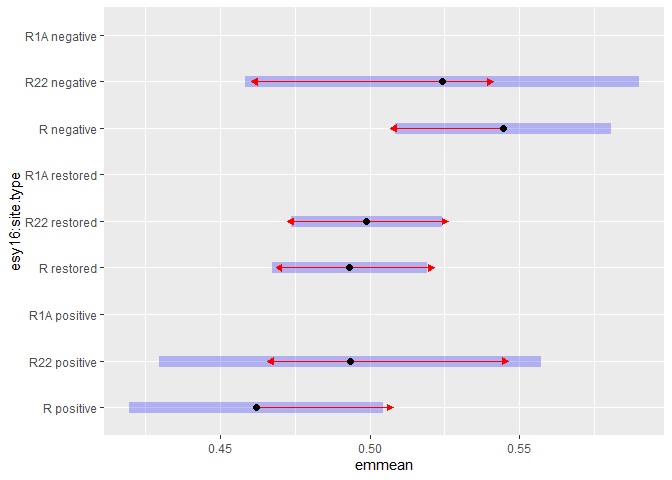 R1A negative
R22 negative
R negative
R1A restored
R22 restored
R restored
R1A positive
R22 positive
R positive
esy16:site.type
0.45 0.50 0.55
emmean